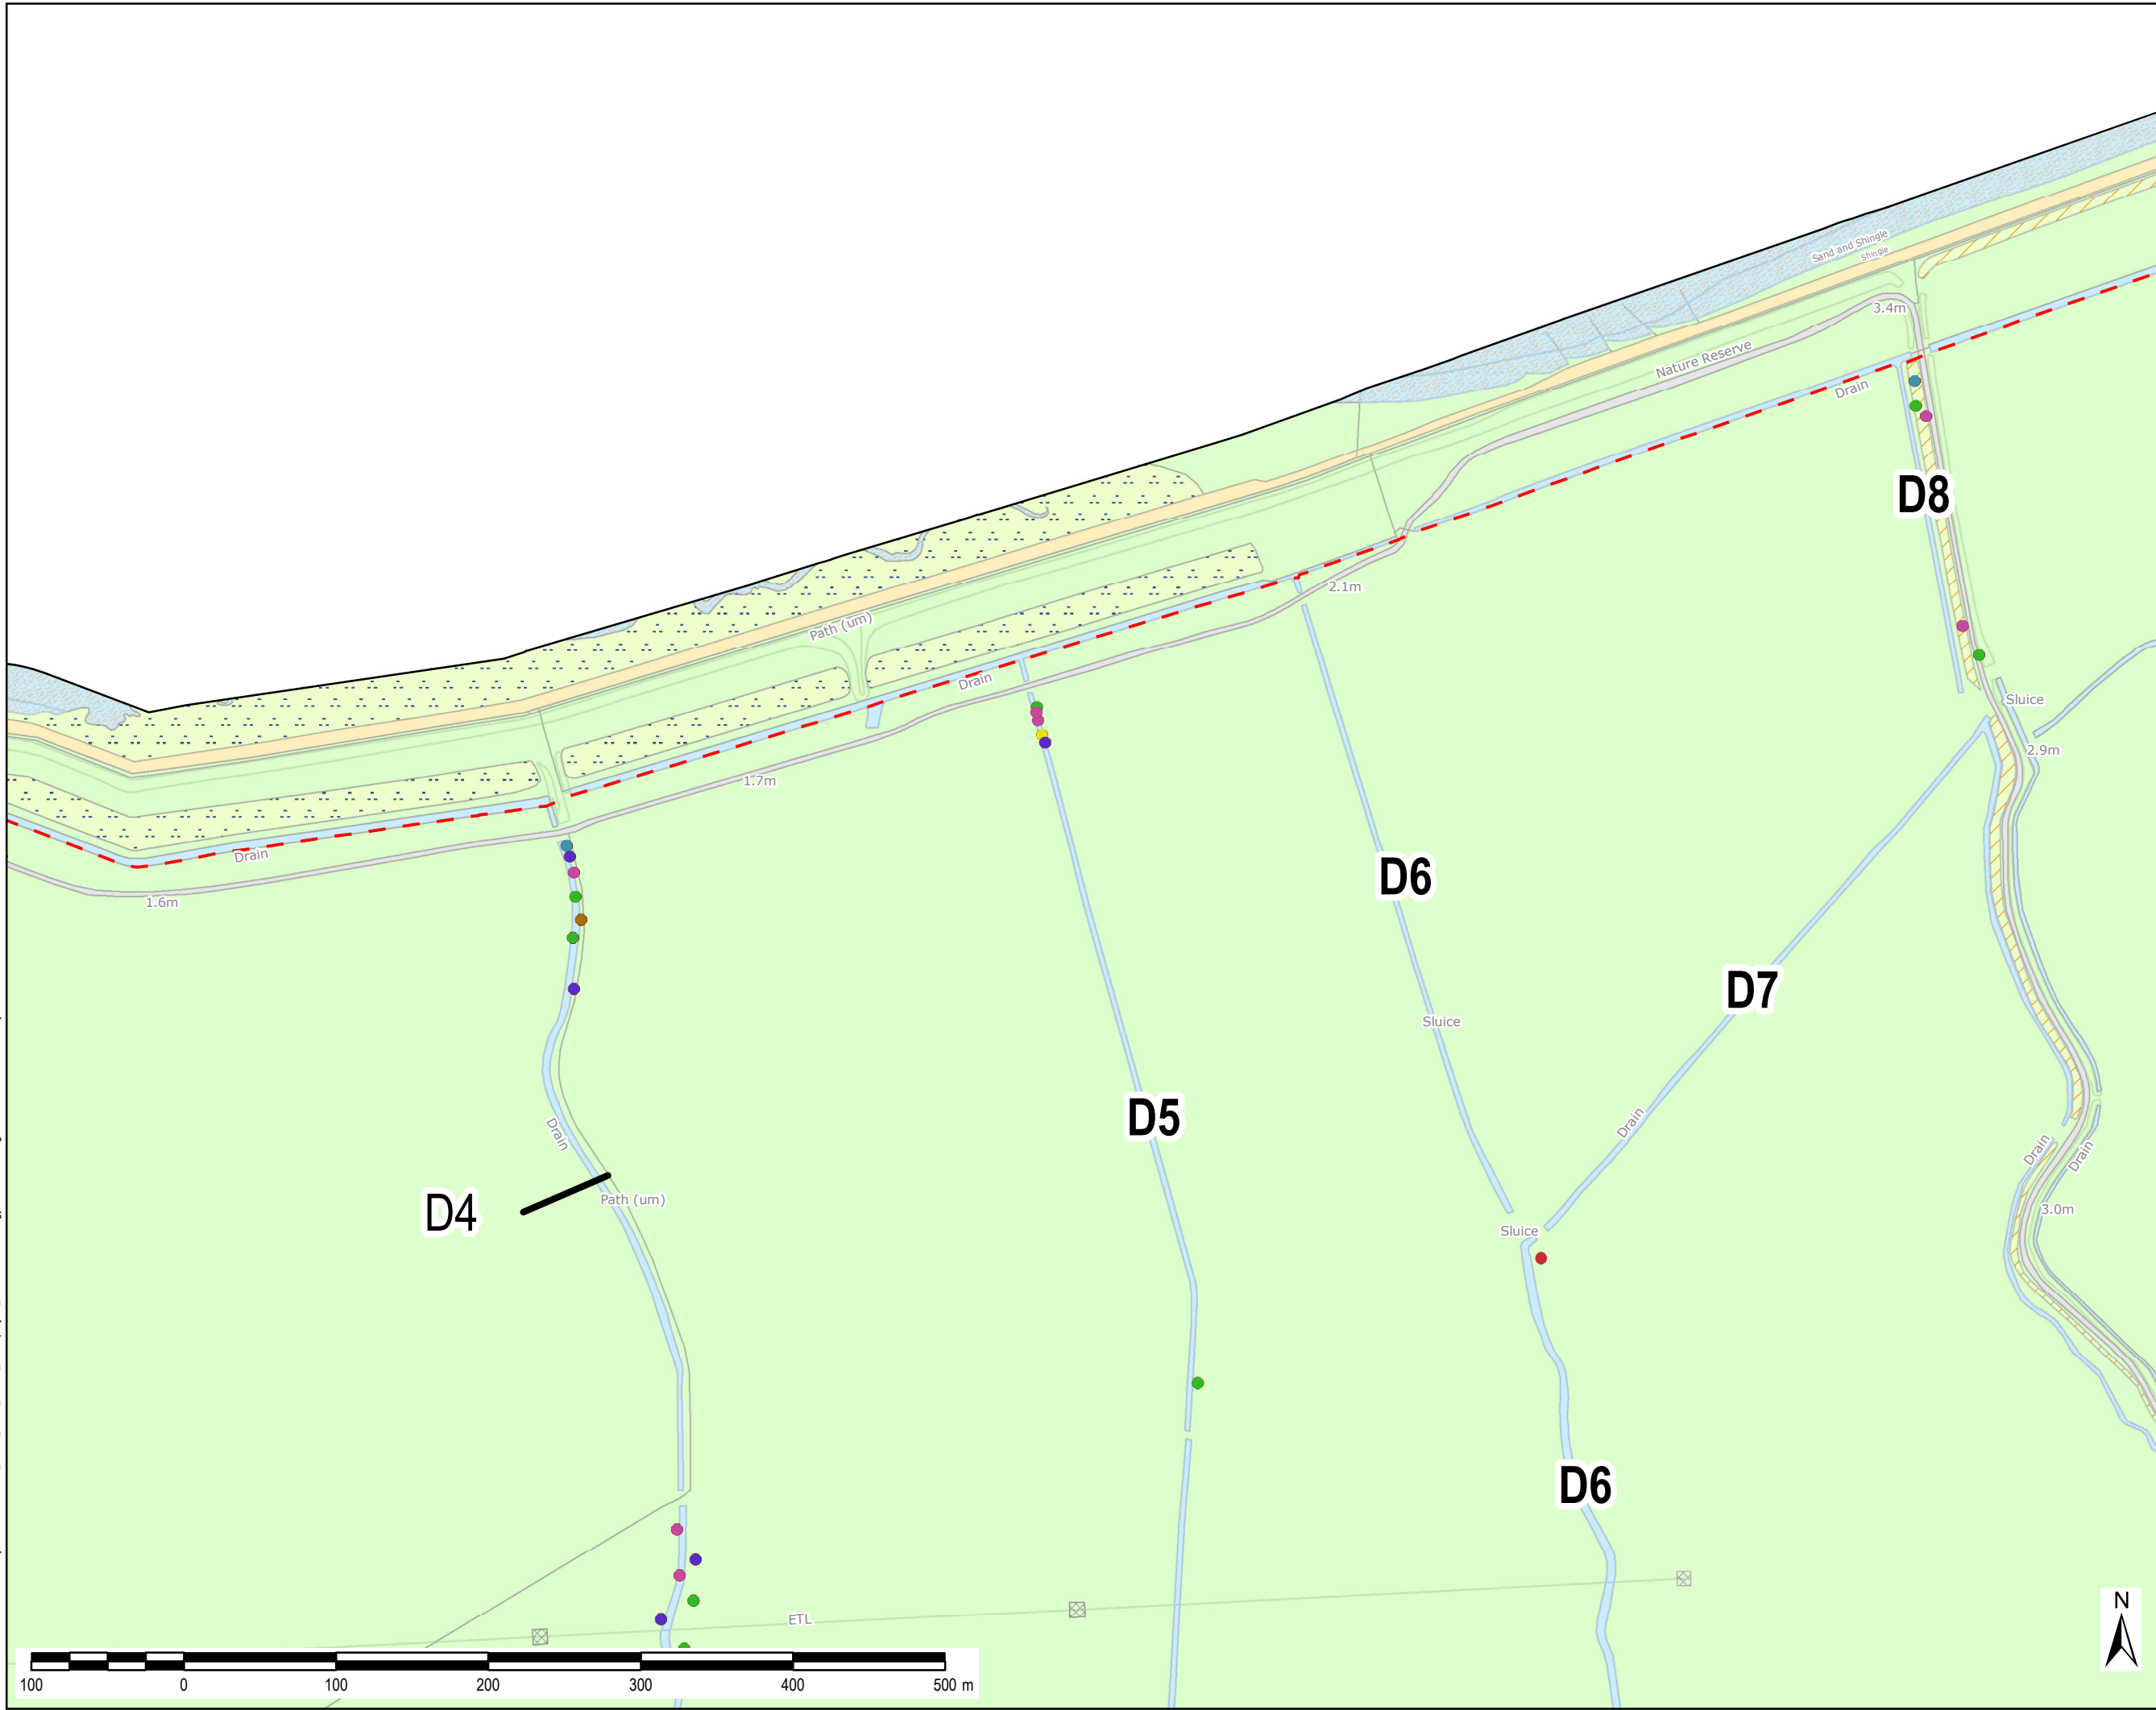 Sand and Shingle
Shingle
3.4m
Nature Reserve
Drain
D8
2.1m
Path (um)
Drain
Sluice
2.9m
1.7m
Drain
D6
1.6m
D7
Sluice
D5
Drain
Drain
Drain
Drain
D4
Path (um)
3.0m
Sluice
D6
ETL
N
100 0 100 200 300 400 500 m